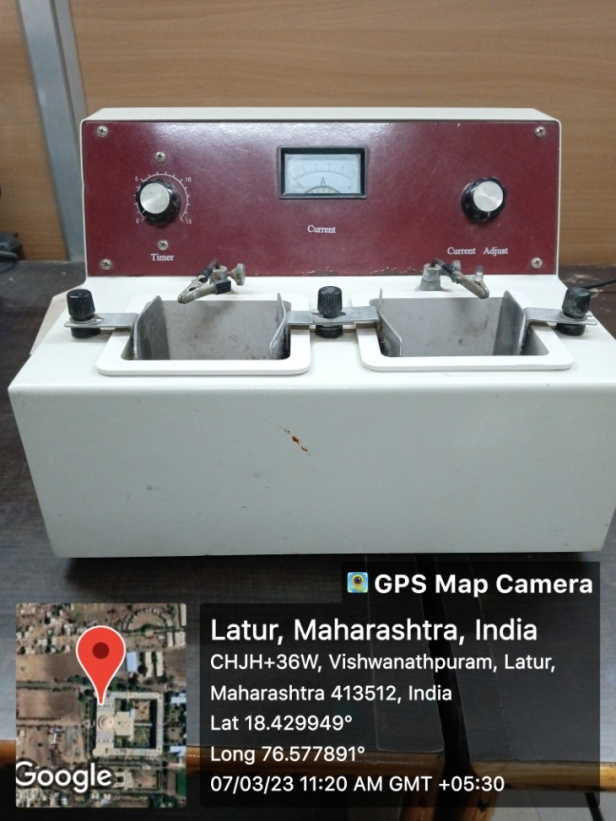 5
10
0
15
Timer
A
Current
Current Adjust
GPS Map Camera
Latur, Maharashtra, India
CHJH+36W, Vishwanathpuram, Latur,
Maharashtra 413512, India
Lat 18.429949°
Long 76.577891°
07/03/23 11:20 AM GMT +05:30
Google